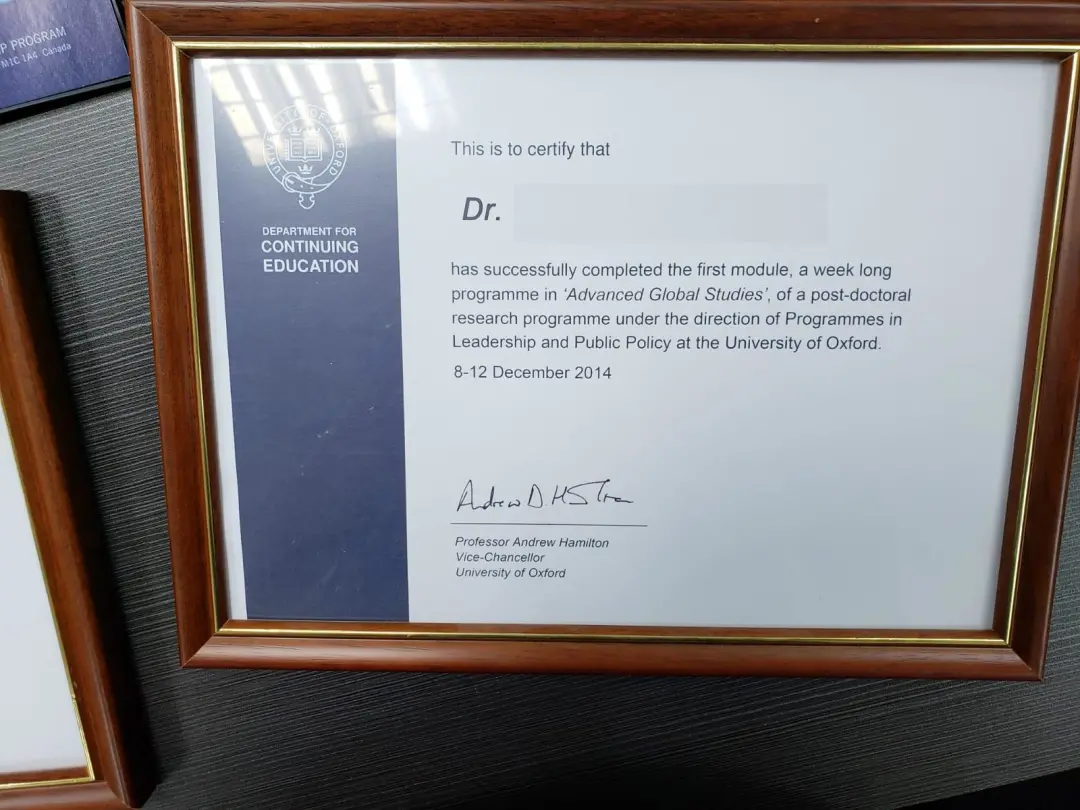 P PROGRAM
M1C 1A4 Canada
UNIVERSITY OF OXFORD
DEPARTMENT FOR
CONTINUING
EDUCATION
This is to certify that
Dr.
has successfully completed the first module, a week long
programme in ‘Advanced Global Studies’, of a post-doctoral
research programme under the direction of Programmes in
Leadership and Public Policy at the University of Oxford.
8-12 December 2014
Professor Andrew Hamilton
Vice-Chancellor
University of Oxford